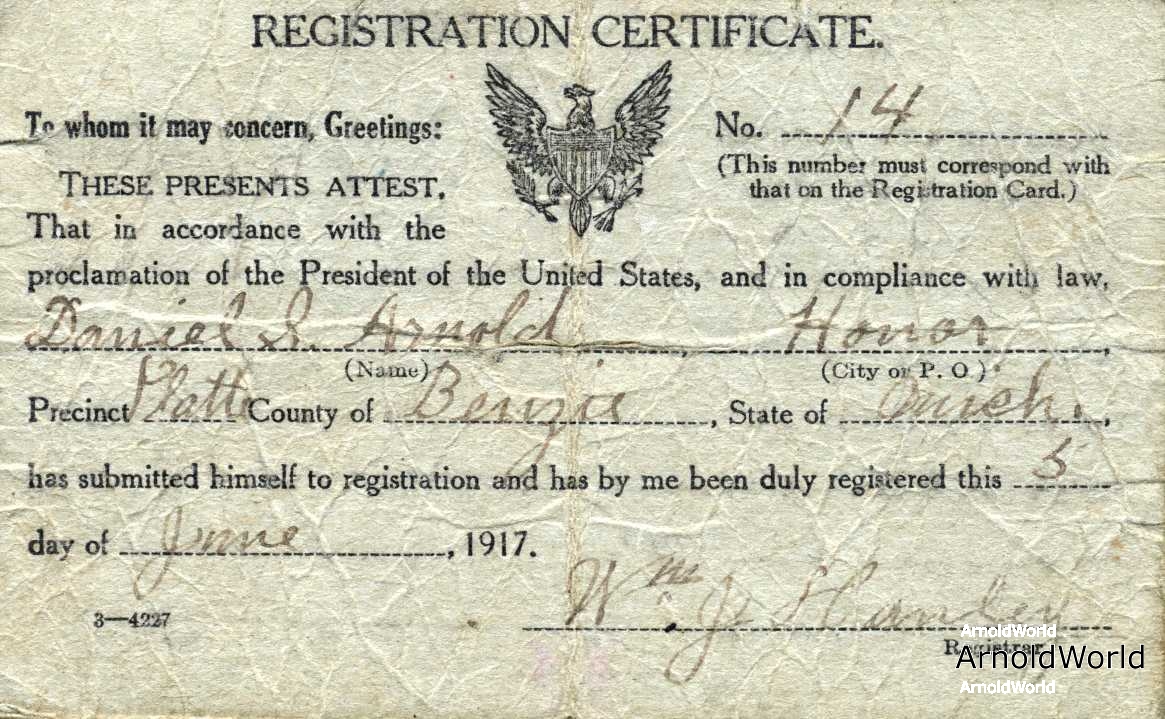 REGISTRATION CERTIFICATE.
To whom it may concern, Greetings:
No. 14
(This number must correspond with
that on the Registration Card.)
THESE PRESENTS ATTEST,
That in accordance with the
proclamation of the President of the United States, and in compliance with law,
Daniel S. Arnold, Honor,
(Name) (City or P. O.)
Precinct Platte County of Benzie, State of Mich.,
has submitted himself to registration and has by me been duly registered this 5
day of June, 1917.
Wm. J.
3—4227
ArnoldWorld
Registrar
ArnoldWorld
ArnoldWorld